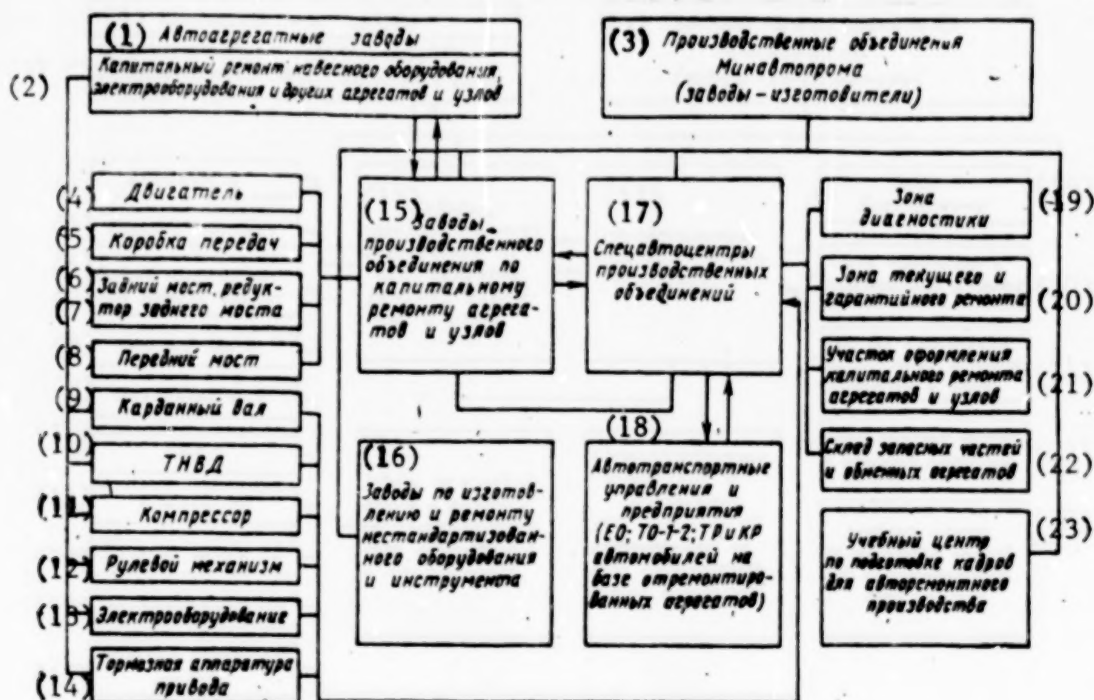 (1) Автоагрегатные заводы
(2) Капитальный ремонт навесного оборудования,
электрооборудования и других агрегатов и узлов
(3) Производственные объединения
Минавтопрома
(заводы-изготовители)
(4) Двигатель
(5) Коробка передач
(6) Задний мост, редук-
(7) тор заднего моста
(8) Передний мост
(9) Карданный вал
(10) ТНВД
(11) Компрессор
(12) Рулевой механизм
(13) Электрооборудование
(14) Тормозная аппаратура
привода
(15) Заводы
производственного
объединения по
капитальному
ремонту агрега-
тов и узлов
(16)
Заводы по изготов-
лению и ремонту
нестандартизован-
ного оборудования
и инструмента
(17)
Спецавтоцентры
производственных
объединений
(18)
Автотранспортные
управления и
предприятия
(ЕО; ТО-1-2; ТР и КР
автомобилей на
базе отремонтиро-
ванных агрегатов)
Зона (19)
диагностики
Зона текущего и
гарантийного ремонта (20)
Участок оформления
капитального ремонта
агрегатов и узлов (21)
Склад запасных частей
и обменных агрегатов (22)
(23)
Учебный центр
по подготовке кадров
для авторемонтного
производства